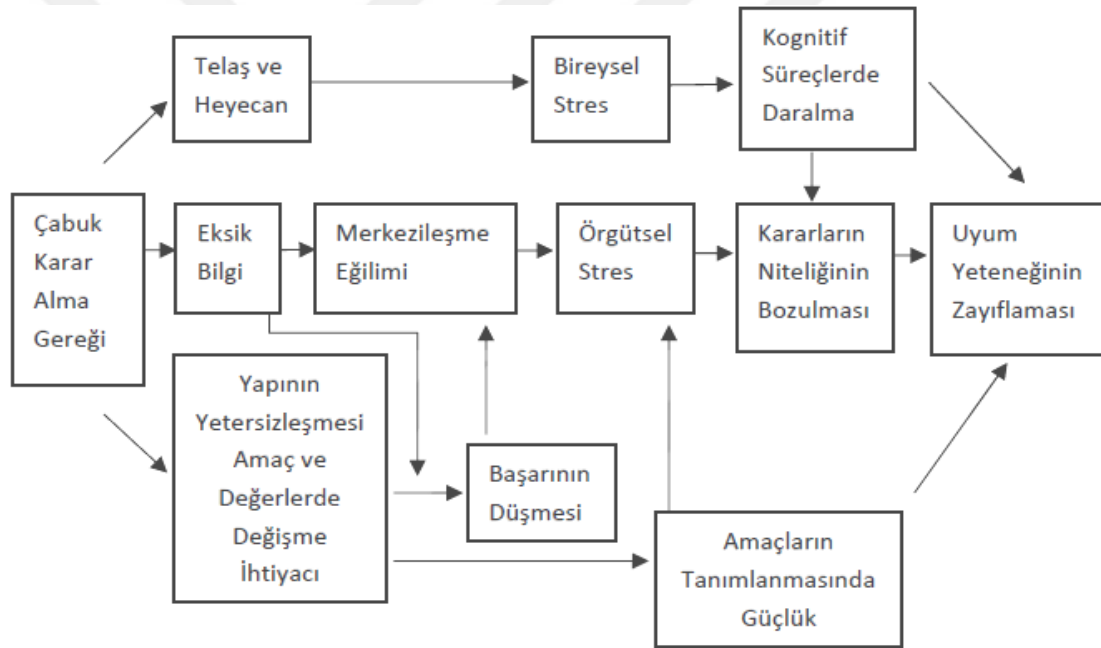 Telaş ve
Heyecan
Bireysel
Stres
Kognitif
Süreçlerde
Daralma
Çabuk
Karar
Alma
Gereği
Eksik
Bilgi
Merkezileşme
Eğilimi
Örgütsel
Stres
Kararların
Niteliğinin
Bozulması
Uyum
Yeteneğinin
Zayıflaması
Yapının
Yetersizleşmesi
Amaç ve
Değerlerde
Değişme
İhtiyacı
Başarının
Düşmesi
Amaçların
Tanımlanmasında
Güçlük